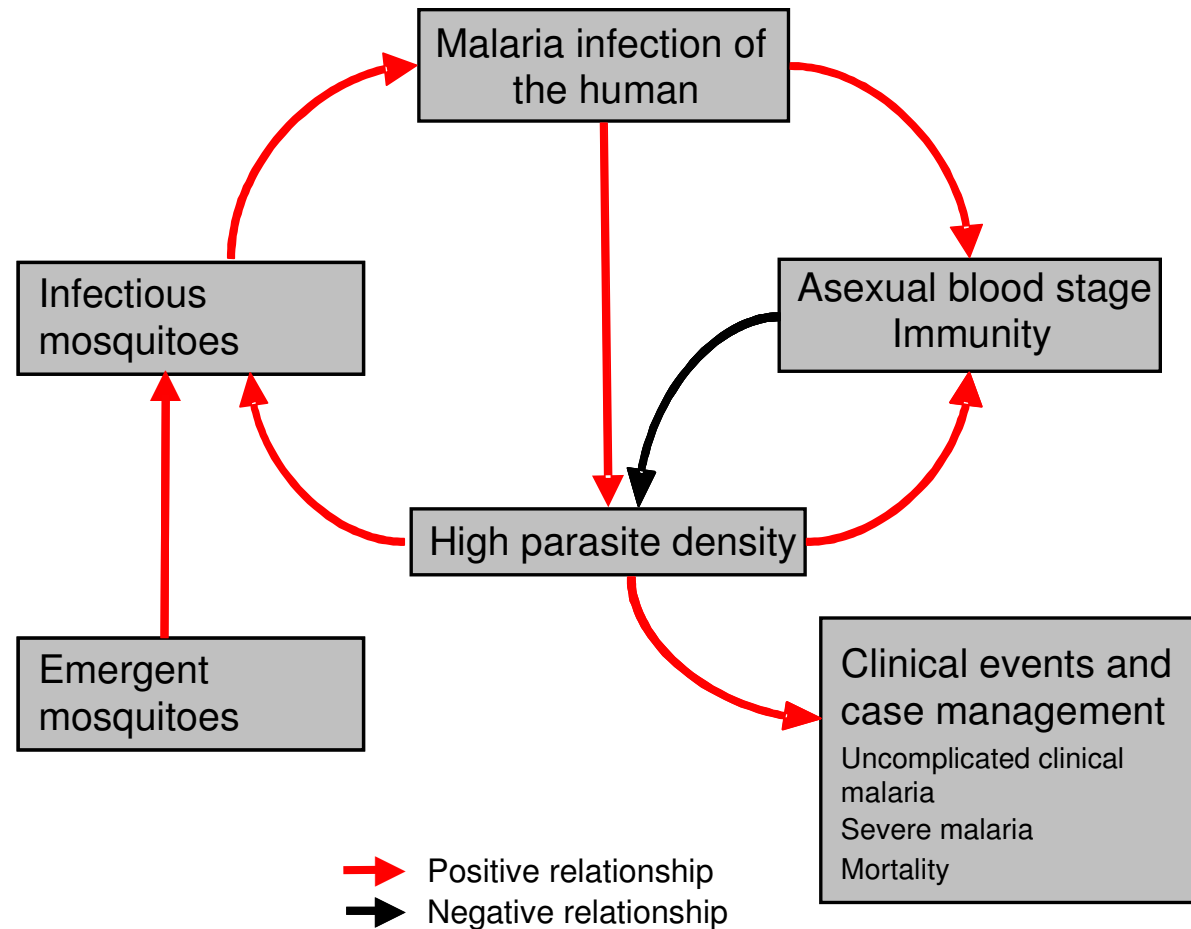 Malaria infection of
the human
Infectious
mosquitoes
Asexual blood stage
Immunity
High parasite density
Emergent
mosquitoes
Clinical events and
case management
Uncomplicated clinical
malaria
Severe malaria
Mortality
Positive relationship
Negative relationship